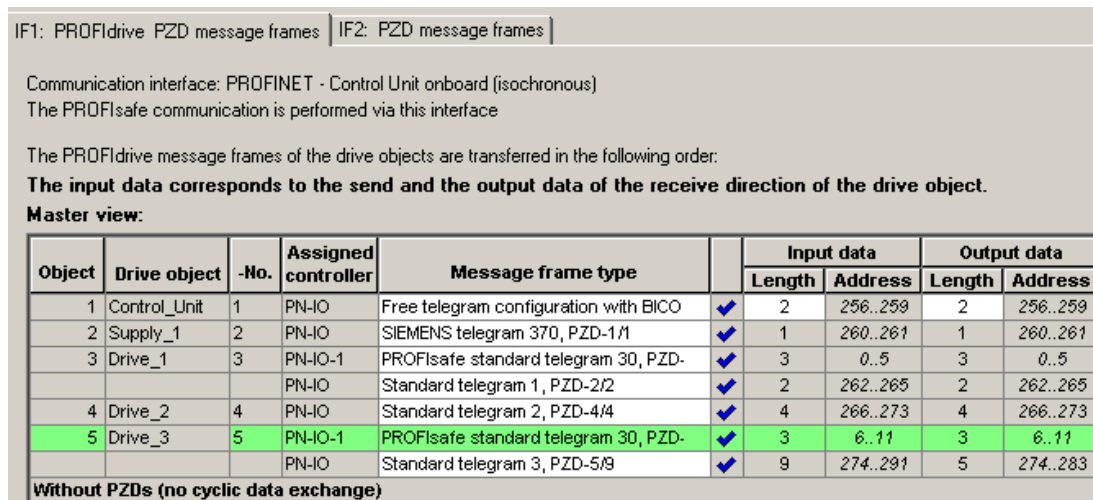 IF1: PROFIdrive PZD message frames IF2: PZD message frames
Communication interface: PROFINET - Control Unit onboard (isochronous)
The PROFIsafe communication is performed via this interface
The PROFIdrive message frames of the drive objects are transferred in the following order:
The input data corresponds to the send and the output data of the receive direction of the drive object.
Master view:
Object Drive object -No. Assigned controller Message frame type Input data Output data
Length Address Length Address
1 Control_Unit 1 PN-IO Free telegram configuration with BICO 2 256..259 2 256..259
2 Supply_1 2 PN-IO SIEMENS telegram 370, PZD-1/1 1 260..261 1 260..261
3 Drive_1 3 PN-IO-1 PROFIsafe standard telegram 30, PZD- 3 0..5 3 0..5
PN-IO Standard telegram 1, PZD-2/2 2 262..265 2 262..265
4 Drive_2 4 PN-IO Standard telegram 2, PZD-4/4 4 266..273 4 266..273
5 Drive_3 5 PN-IO-1 PROFIsafe standard telegram 30, PZD- 3 6..11 3 6..11
PN-IO Standard telegram 3, PZD-5/9 9 274..291 5 274..283
Without PZDs (no cyclic data exchange)